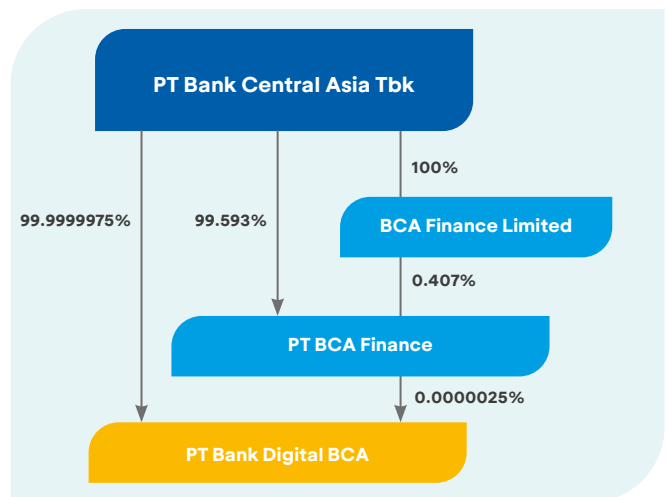 PT Bank Central Asia Tbk
100%
99.9999975%
99.593%
BCA Finance Limited
0.407%
PT BCA Finance
0.0000025%
PT Bank Digital BCA